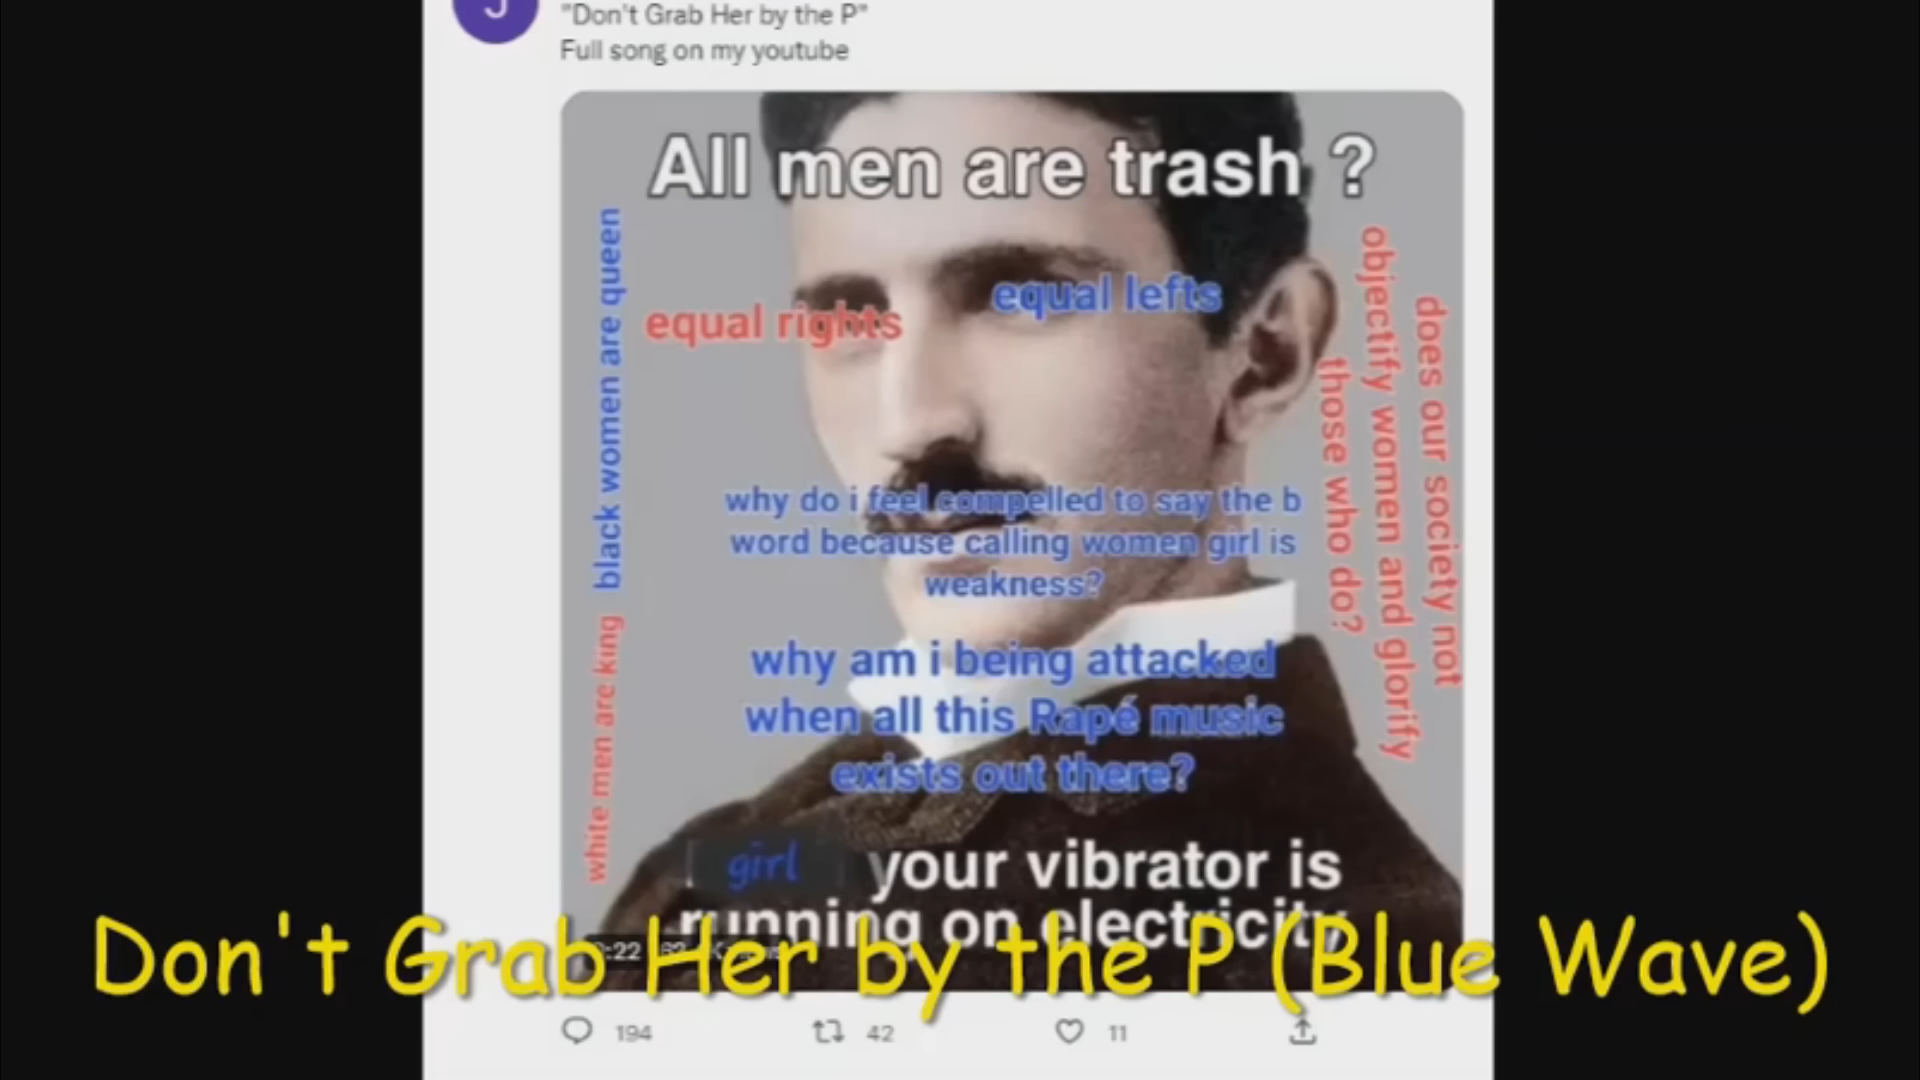 J
"Don't Grab Her by the P"
Full song on my youtube
All men are trash ?
equal rights
equal lefts
black women are queen
white men are king
does our society not
objectify women and glorify
those who do?
why do i feel compelled to say the b
word because calling women girl is
weakness?
why am i being attacked
when all this Rapé music
exists out there?
girl your vibrator is
running on electricity
:22
Don't Grab Her by the P (Blue Wave)
194
42
11